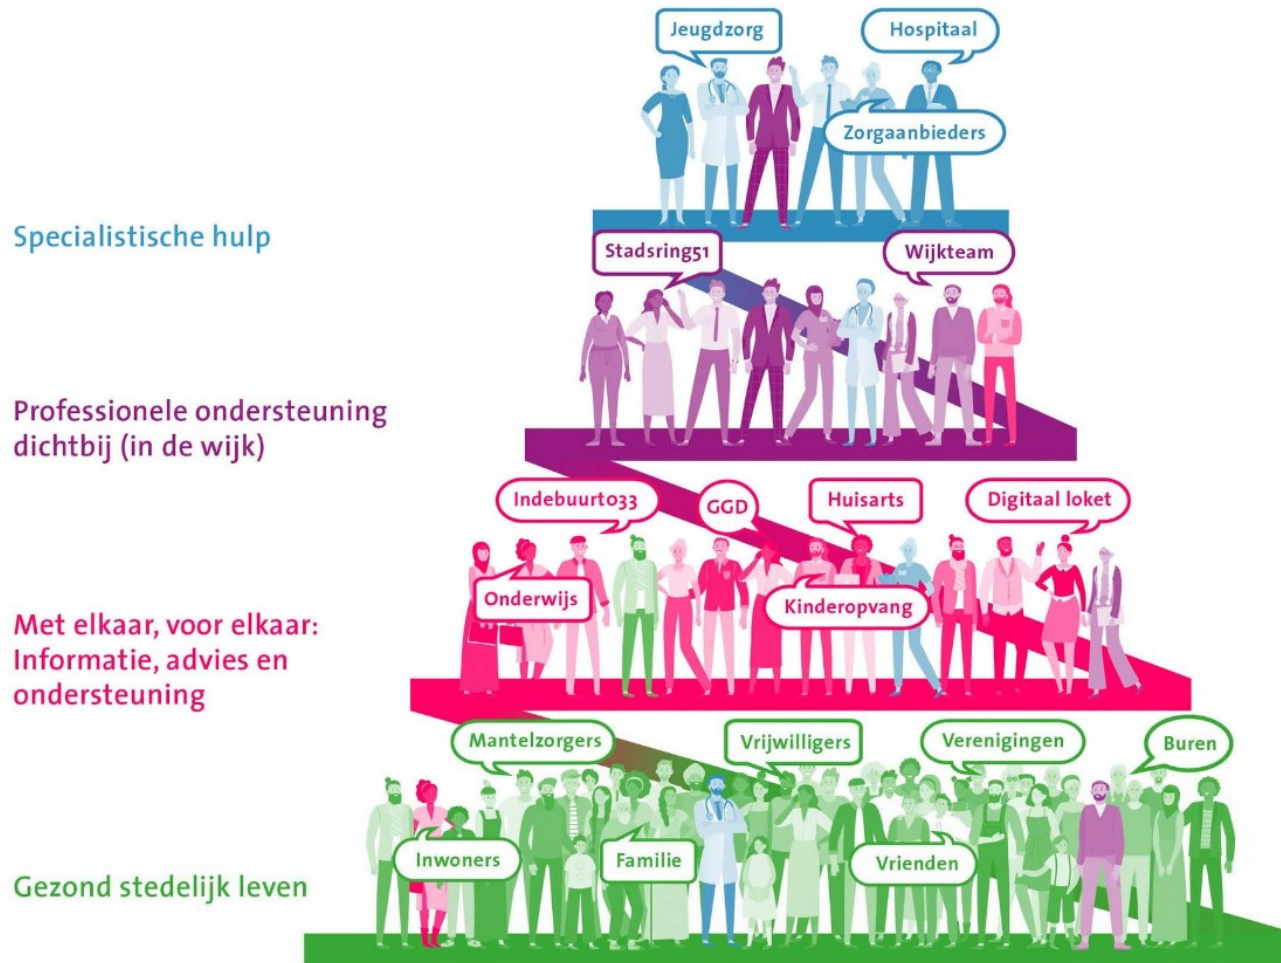 Jeugdzorg
Hospitaal
Zorgaanbieders
Specialistische hulp
Stadsring51
Wijkteam
Professionele ondersteuning
dichtbij (in de wijk)
Indebuurt033
GGD
Huisarts
Digitaal loket
Onderwijs
Kinderopvang
Met elkaar, voor elkaar:
Informatie, advies en
ondersteuning
Mantelzorgers
Vrijwilligers
Verenigingen
Buren
Inwoners
Familie
Vrienden
Gezond stedelijk leven